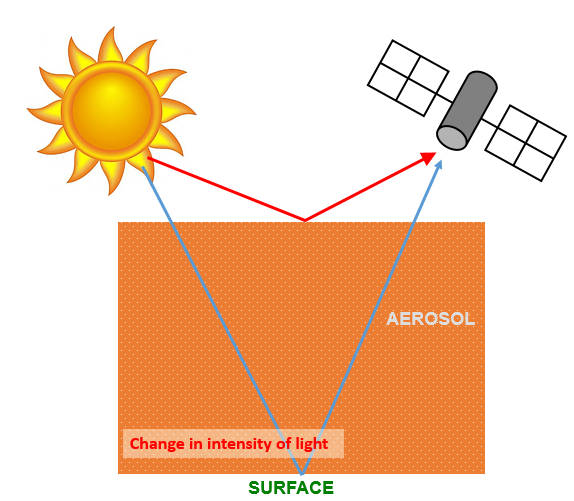 AEROSOL
Change in intensity of light
SURFACE